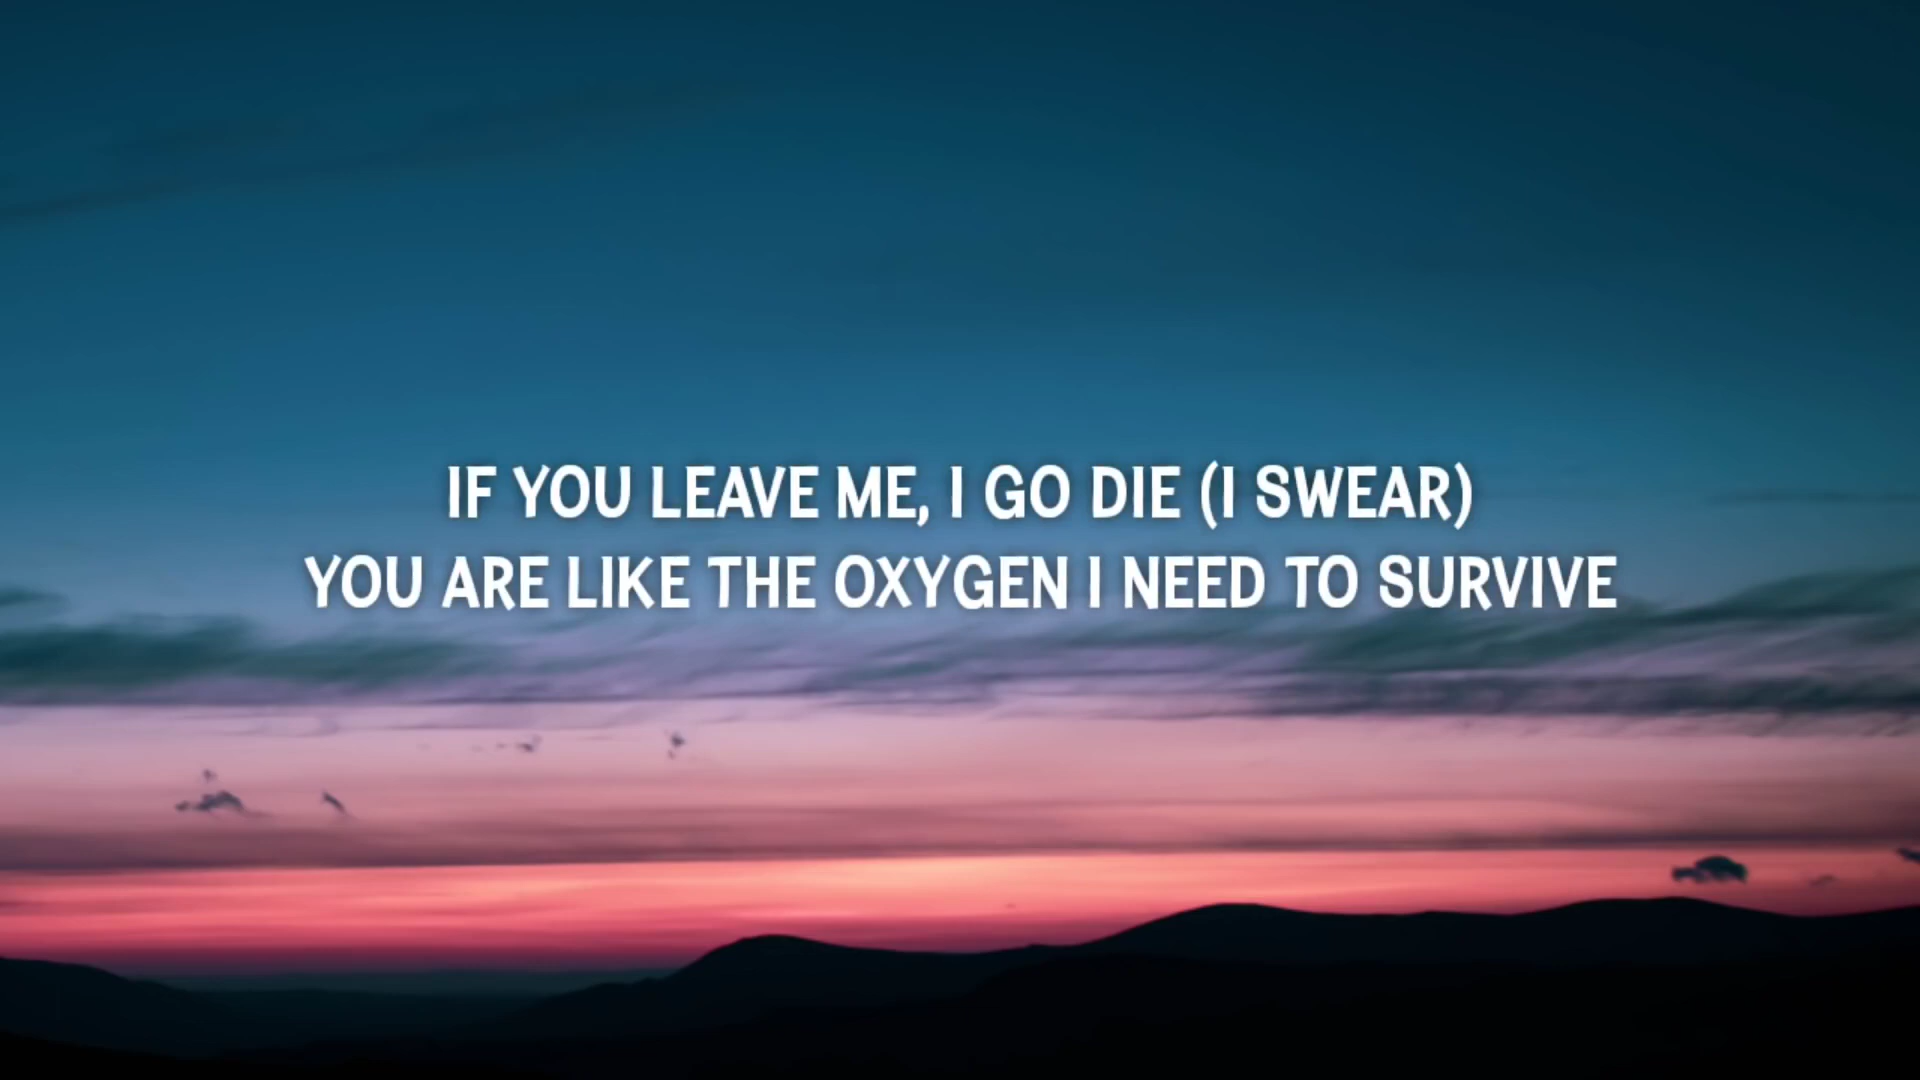 IF YOU LEAVE ME, I GO DIE (I SWEAR)
YOU ARE LIKE THE OXYGEN I NEED TO SURVIVE